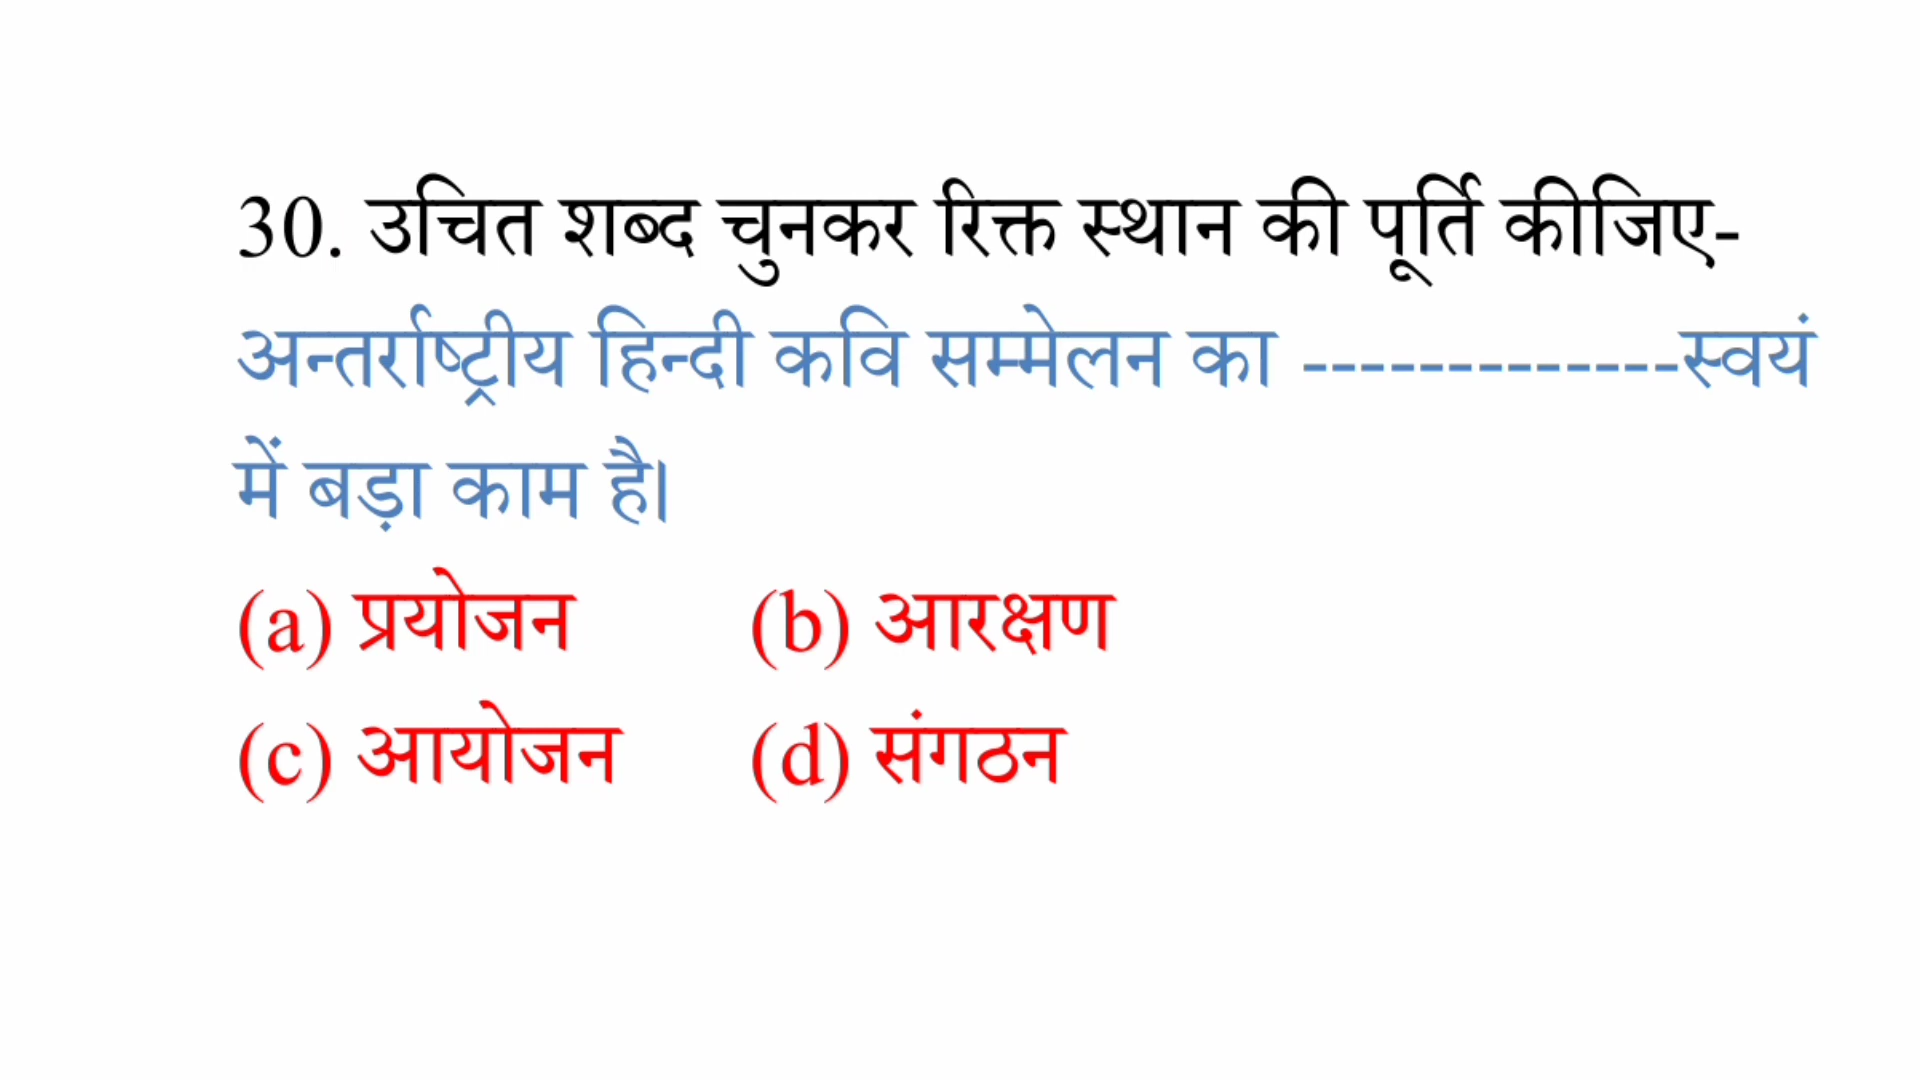 30. उचित शब्द चुनकर रिक्त स्थान की पूर्ति कीजिए-
अन्तर्राष्ट्रीय हिन्दी कवि सम्मेलन का -------------स्वयं
में बड़ा काम है।
(a) प्रयोजन (b) आरक्षण
(c) आयोजन (d) संगठन